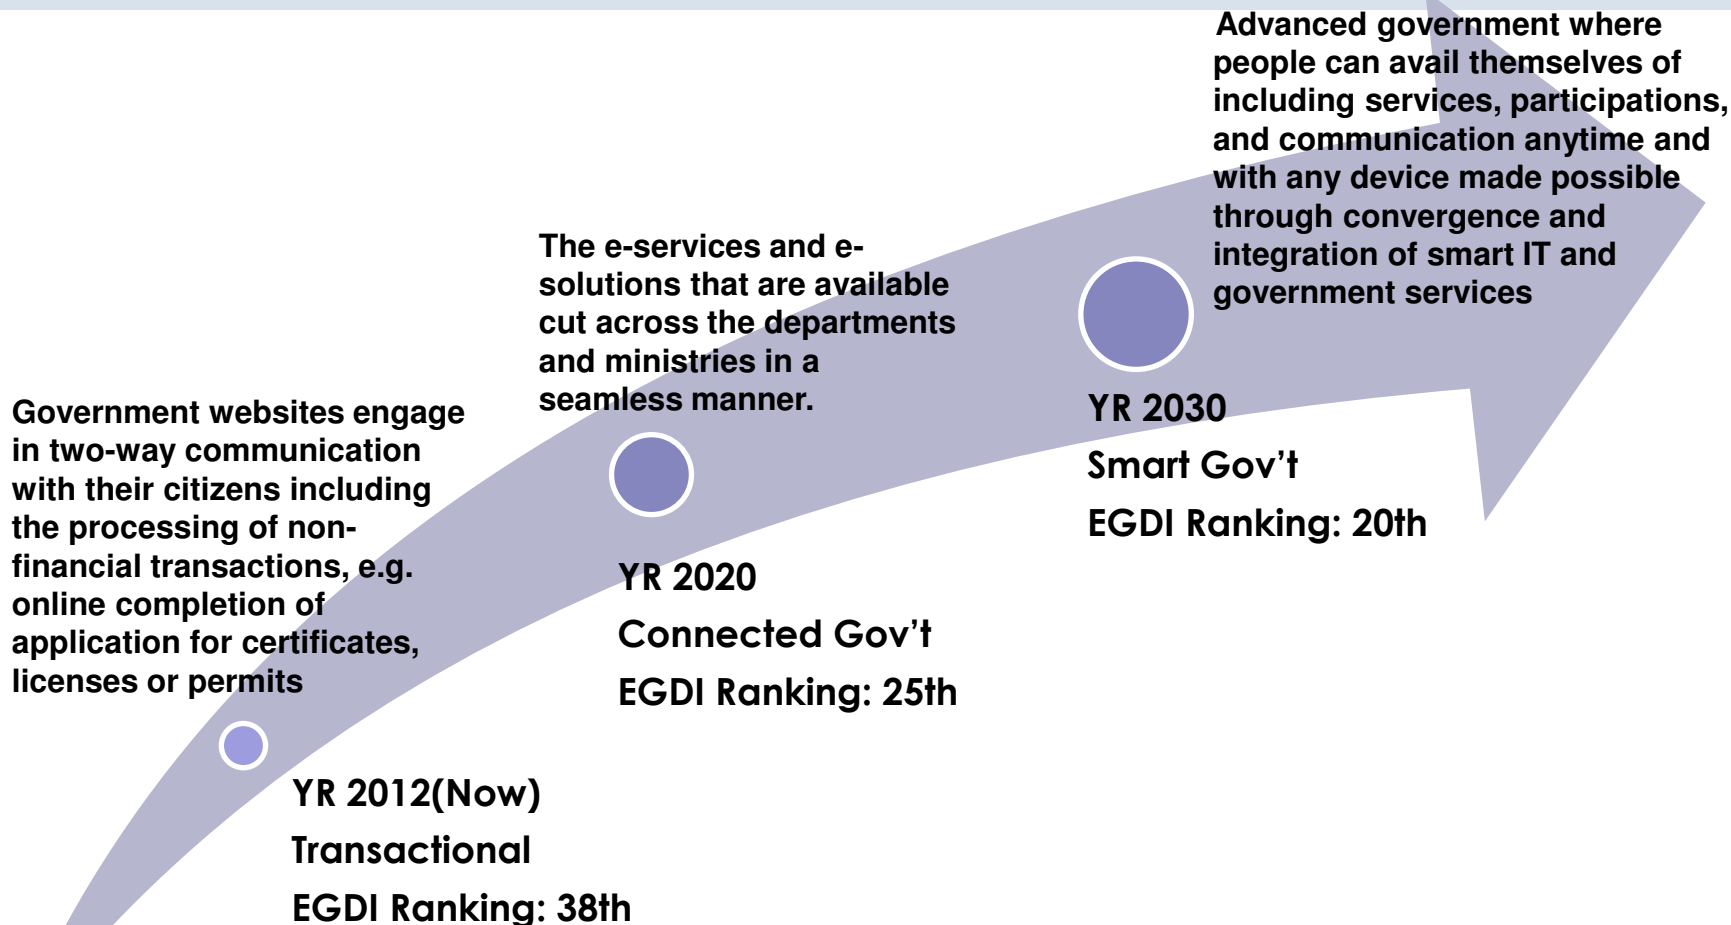 Government websites engage
in two-way communication
with their citizens including
the processing of non-
financial transactions, e.g.
online completion of
application for certificates,
licenses or permits
YR 2012(Now)
Transactional
EGDI Ranking: 38th
The e-services and e-
solutions that are available
cut across the departments
and ministries in a
seamless manner.
YR 2020
Connected Gov't
EGDI Ranking: 25th
Advanced government where
people can avail themselves of
including services, participations,
and communication anytime and
with any device made possible
through convergence and
integration of smart IT and
government services
YR 2030
Smart Gov't
EGDI Ranking: 20th